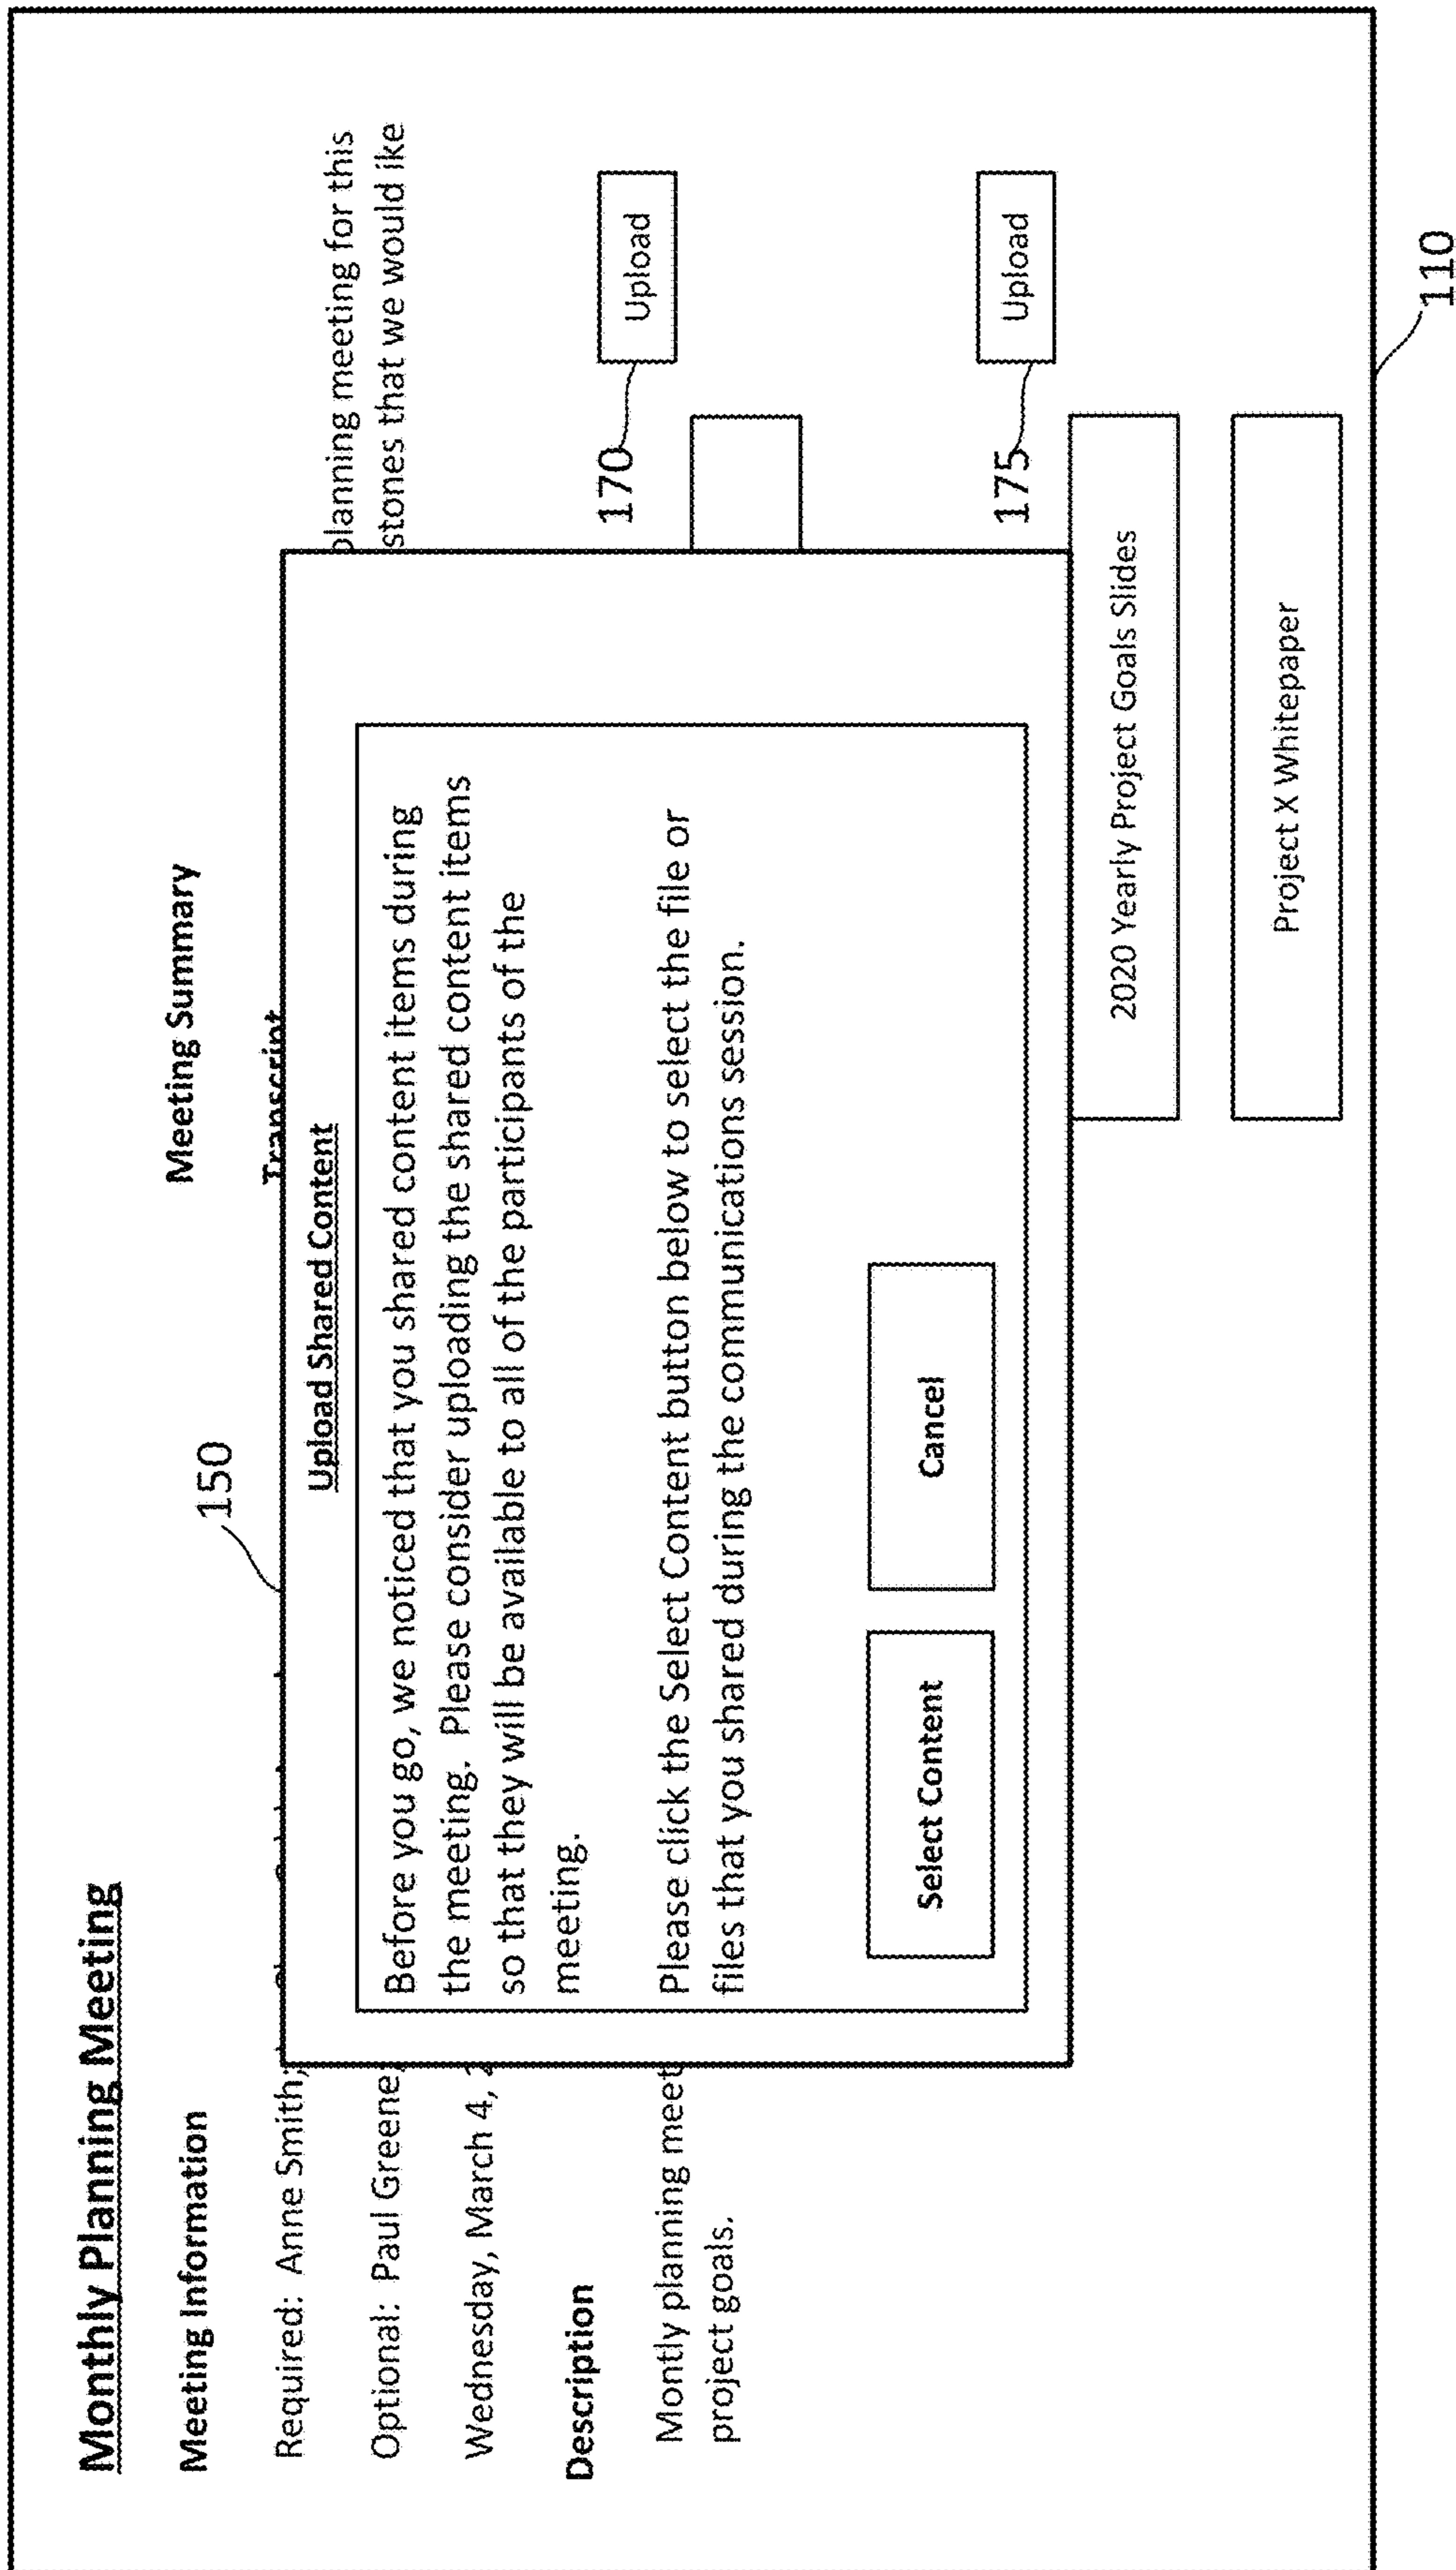 Monthly Planning Meeting
Meeting Information
Required: Anne Smith;
Optional: Paul Greene
Wednesday, March 4,
Description
Montly planning meet
project goals.
Meeting Summary
Transcript
planning meeting for this
stones that we would ike
150
Upload Shared Content
Before you go, we noticed that you shared content items during
the meeting. Please consider uploading the shared content items
so that they will be available to all of the participants of the
meeting.
Please click the Select Content button below to select the file or
files that you shared during the communications session.
Select Content
Cancel
170
Upload
175
Upload
2020 Yearly Project Goals Slides
Project X Whitepaper
110